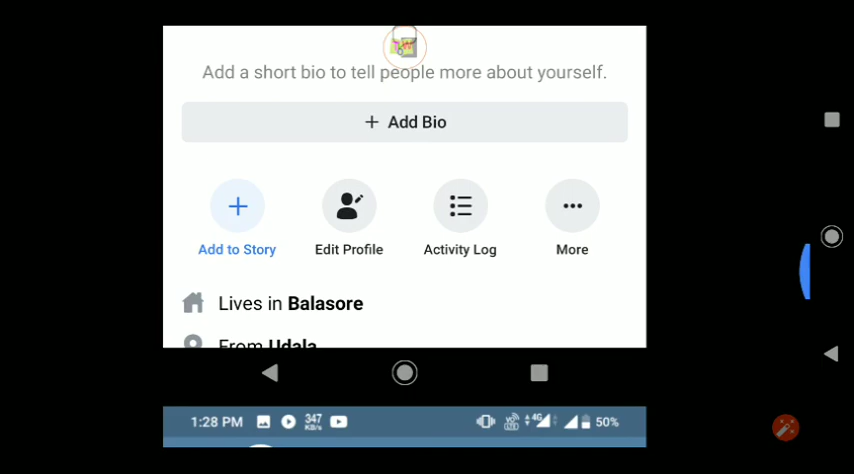 Add a short bio to tell people more about yourself.
+ Add Bio
Add to Story
Edit Profile
Activity Log
More
Lives in Balasore
From Udala
1:28 PM
347
KB/s
4G
50%